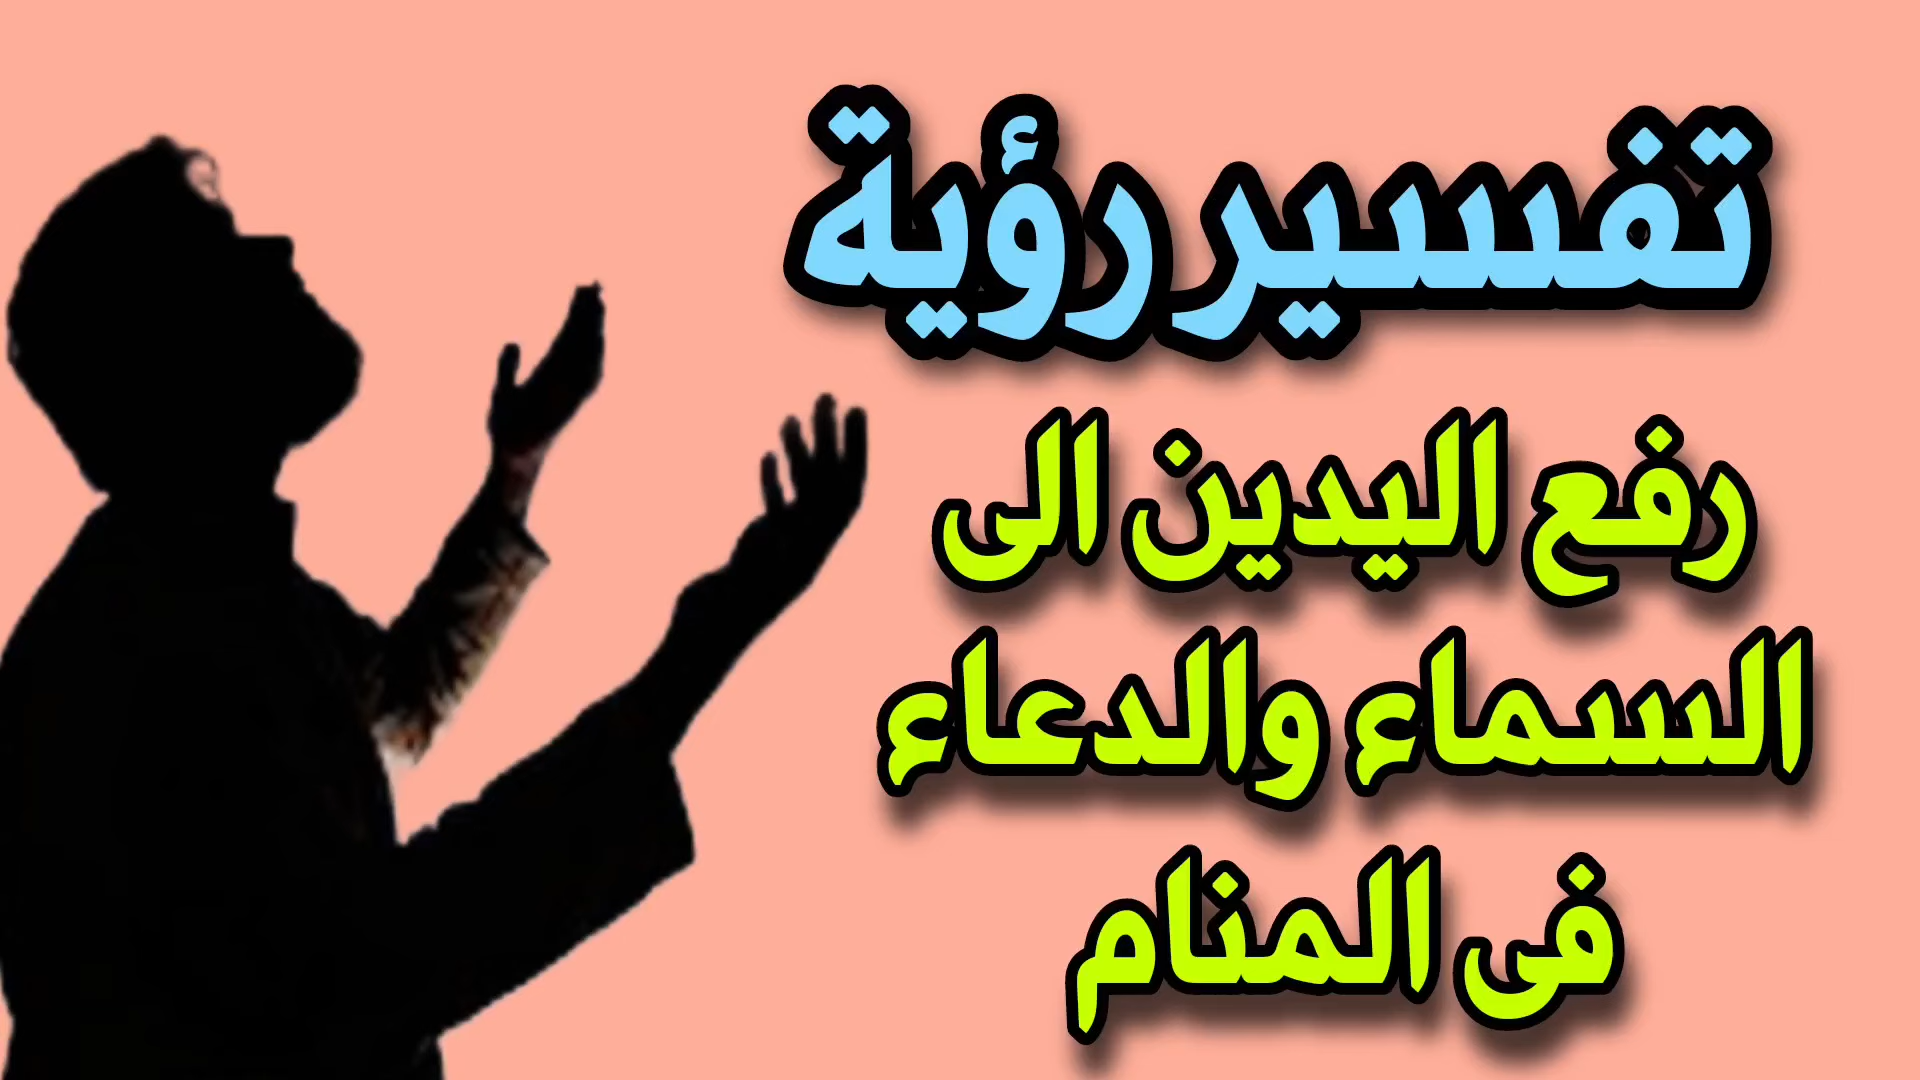 تفسير رؤية
رفع اليدين الى
السماء والدعاء
فى المنام